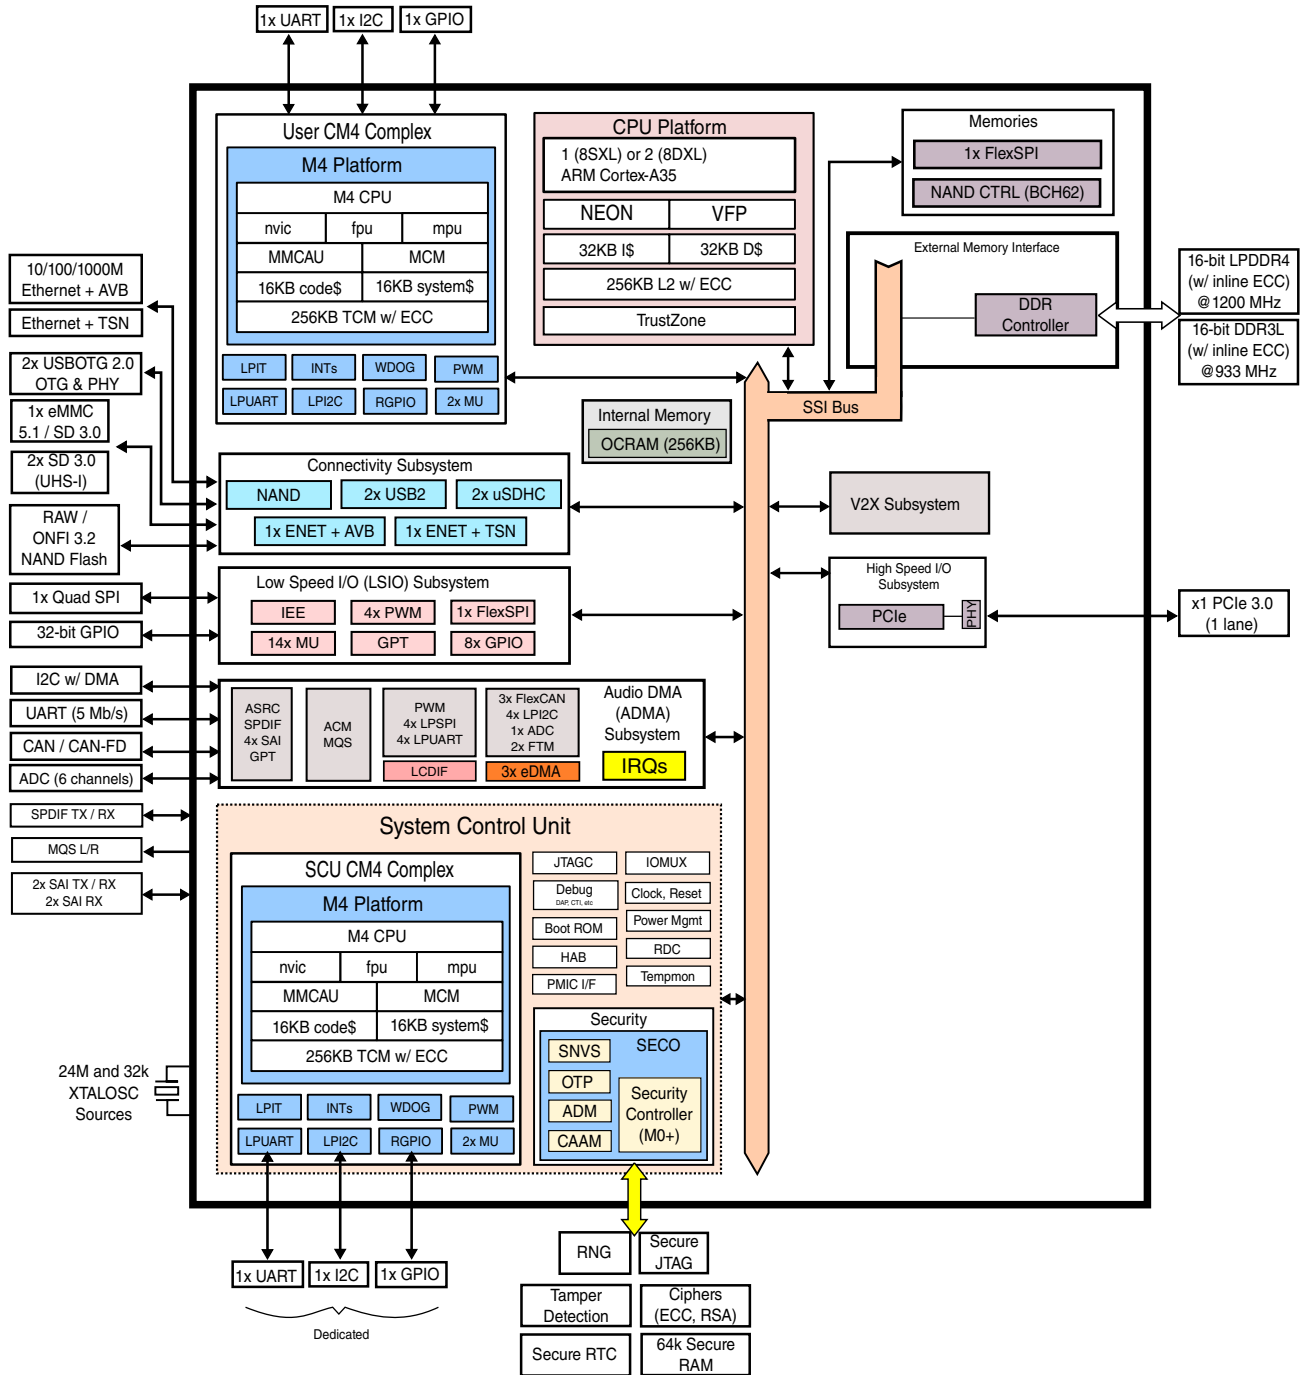 1x UART
1x I2C
1x GPIO
User CM4 Complex
M4 Platform
M4 CPU
nvic
fpu
mpu
MMCAU
MCM
16KB code$
16KB system$
256KB TCM w/ ECC
LPIT
INTs
WDOG
PWM
LPUART
LPI2C
RGPIO
2x MU
CPU Platform
1 (8SXL) or 2 (8DXL)
ARM Cortex-A35
NEON
VFP
32KB I$
32KB D$
256KB L2 w/ ECC
TrustZone
Memories
1x FlexSPI
NAND CTRL (BCH62)
External Memory Interface
DDR
Controller
16-bit LPDDR4
(w/ inline ECC)
@1200 MHz
16-bit DDR3L
(w/ inline ECC)
@933 MHz
SSI Bus
Internal Memory
OCRAM (256KB)
10/100/1000M
Ethernet + AVB
Ethernet + TSN
2x USBOTG 2.0
OTG & PHY
1x eMMC
5.1 / SD 3.0
2x SD 3.0
(UHS-I)
RAW /
ONFI 3.2
NAND Flash
1x Quad SPI
32-bit GPIO
I2C w/ DMA
UART (5 Mb/s)
CAN / CAN-FD
ADC (6 channels)
SPDIF TX / RX
MQS L/R
2x SAI TX / RX
2x SAI RX
Connectivity Subsystem
NAND
2x USB2
2x uSDHC
1x ENET + AVB
1x ENET + TSN
V2X Subsystem
Low Speed I/O (LSIO) Subsystem
IEE
4x PWM
1x FlexSPI
14x MU
GPT
8x GPIO
High Speed I/O
Subsystem
PCIe
PHY
x1 PCIe 3.0
(1 lane)
ASRC
SPDIF
4x SAI
GPT
ACM
MQS
PWM
4x LPSPI
4x LPUART
LCDIF
3x FlexCAN
4x LPI2C
1x ADC
2x FTM
3x eDMA
Audio DMA
(ADMA)
Subsystem
IRQs
System Control Unit
SCU CM4 Complex
M4 Platform
M4 CPU
nvic
fpu
mpu
MMCAU
MCM
16KB code$
16KB system$
256KB TCM w/ ECC
LPIT
INTs
WDOG
PWM
LPUART
LPI2C
RGPIO
2x MU
JTAGC
IOMUX
Debug
DAP, CTI, etc
Clock, Reset
Boot ROM
Power Mgmt
HAB
RDC
PMIC I/F
Tempmon
Security
SECO
SNVS
OTP
ADM
CAAM
Security
Controller
(M0+)
24M and 32k
XTALOSC
Sources
1x UART
1x I2C
1x GPIO
Dedicated
RNG
Secure
JTAG
Tamper
Detection
Ciphers
(ECC, RSA)
Secure RTC
64k Secure
RAM